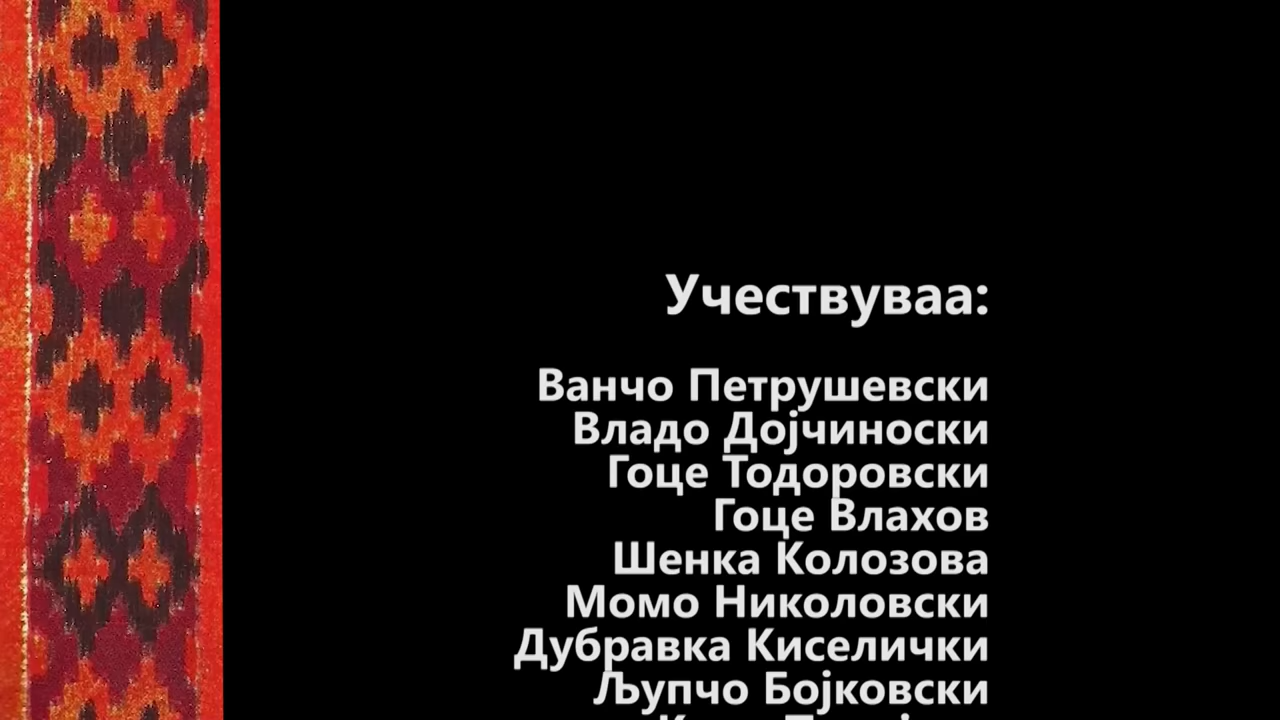 Учествуваа:
Ванчо Петрушевски
Владо Дојчиноски
Гоце Тодоровски
Гоце Влахов
Шенка Колозова
Момо Николовски
Дубравка Киселички
Љупчо Бојковски